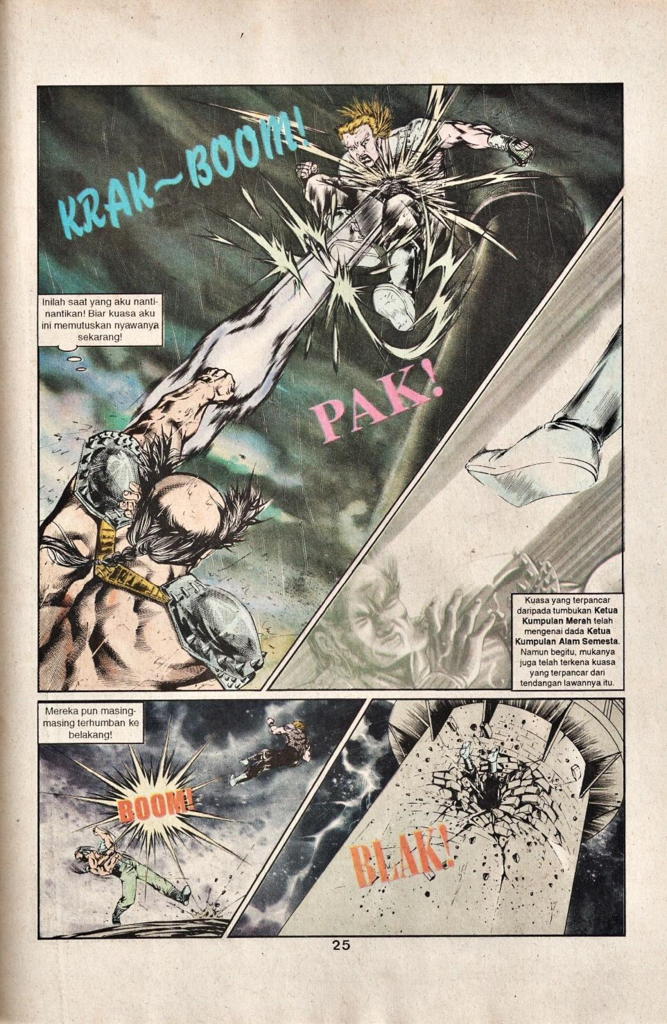 KRAK~BOOM!
Inilah saat yang aku nanti-
nantikan! Biar kuasa aku
ini memutuskan nyawanya
sekarang!
PAK!
Kuasa yang terpancar
daripada tumbukan Ketua
Kumpulan Merah telah
mengenai dada Ketua
Kumpulan Alam Semesta.
Namun begitu, mukanya
juga telah terkena kuasa
yang terpancar dari
tendangan lawannya itu.
Mereka pun masing-
masing terhumban ke
belakang!
BOOM!
BLAK!
25